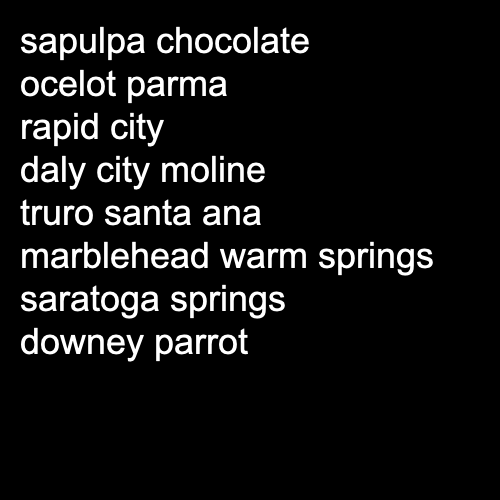 sapulpa chocolate
ocelot parma
rapid city
daly city moline
truro santa ana
marblehead warm springs
saratoga springs
downey parrot